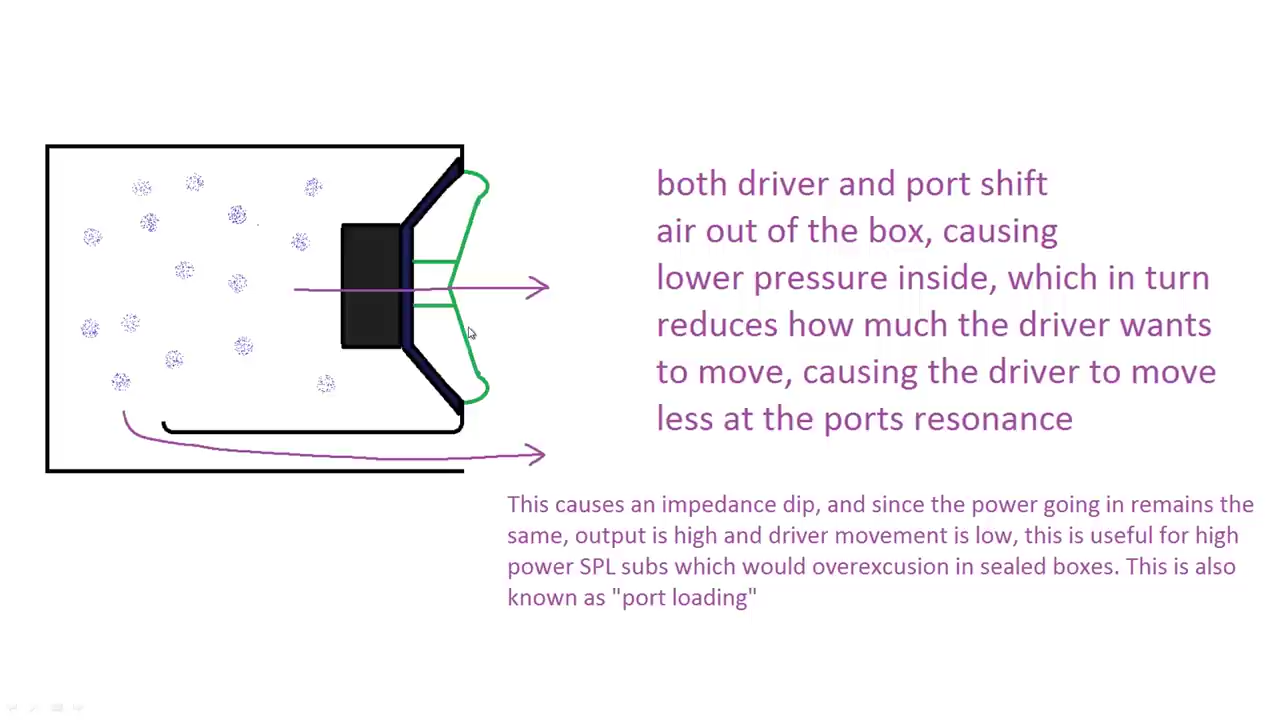 both driver and port shift
air out of the box, causing
lower pressure inside, which in turn
reduces how much the driver wants
to move, causing the driver to move
less at the ports resonance
This causes an impedance dip, and since the power going in remains the
same, output is high and driver movement is low, this is useful for high
power SPL subs which would overexcusion in sealed boxes. This is also
known as "port loading"